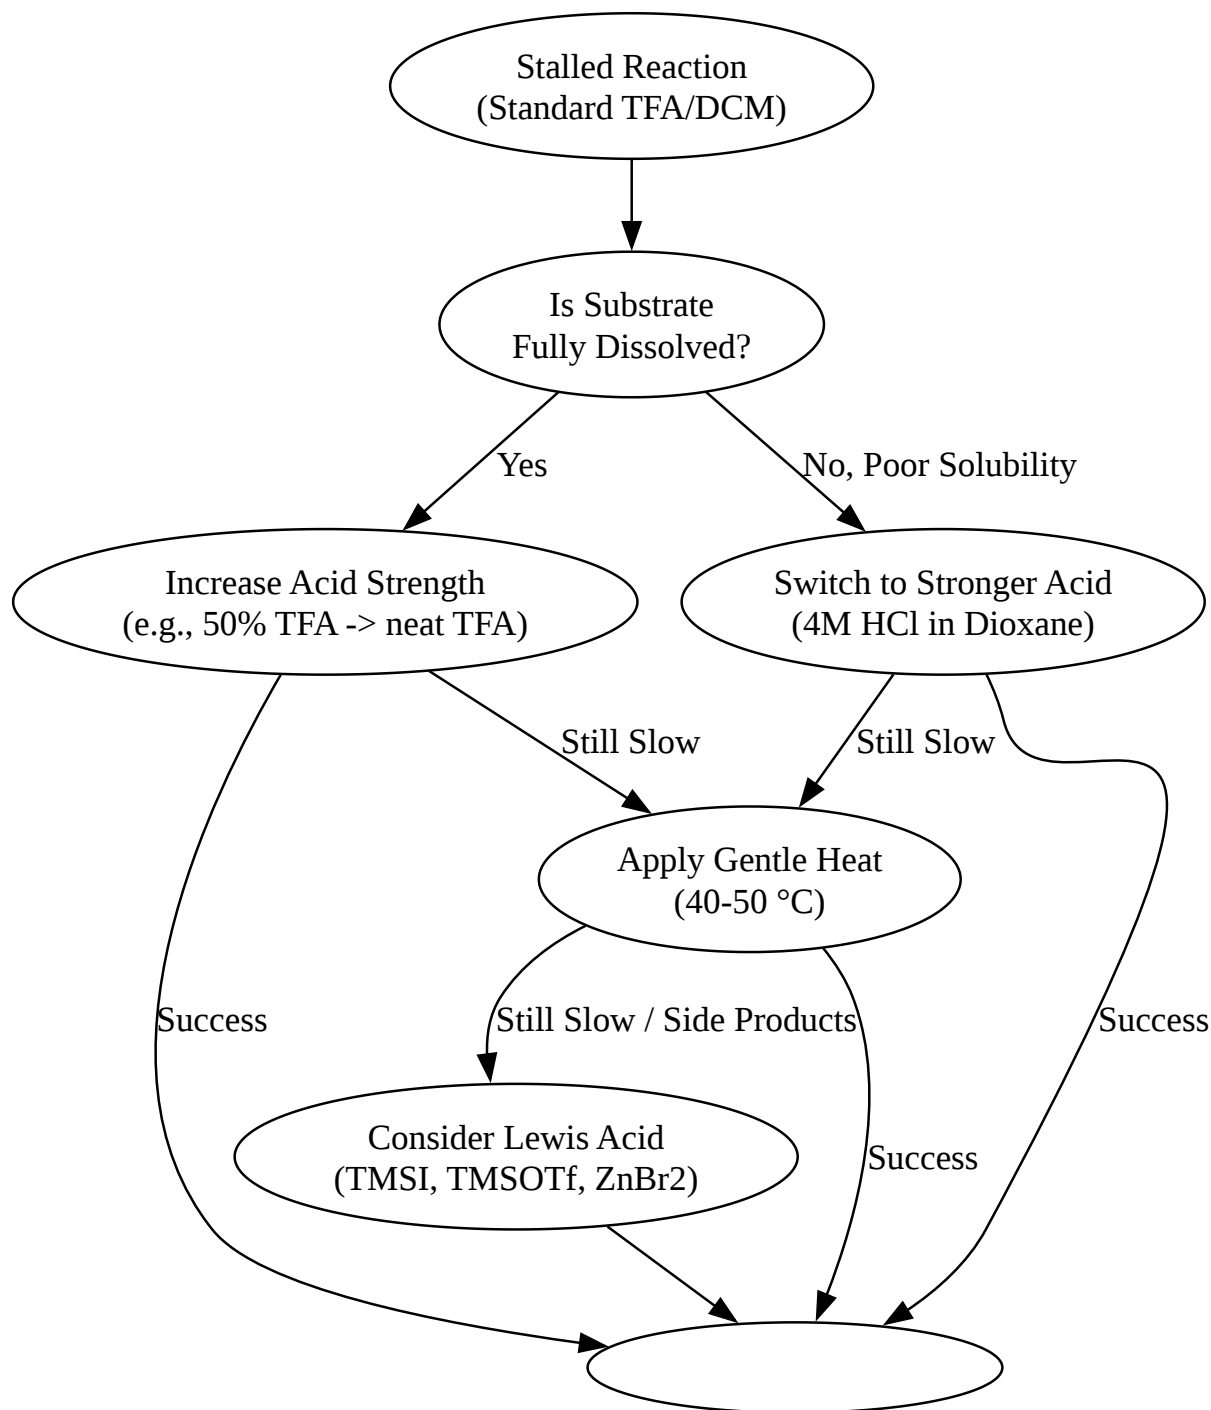 Stalled Reaction
(Standard TFA/DCM)
Is Substrate
Fully Dissolved?
Yes
No, Poor Solubility
Increase Acid Strength
(e.g., 50% TFA -> neat TFA)
Switch to Stronger Acid
(4M HCl in Dioxane)
Still Slow
Still Slow
Apply Gentle Heat
(40-50 °C)
Success
Still Slow / Side Products
Success
Consider Lewis Acid
(TMSI, TMSOTf, ZnBr2)
Success